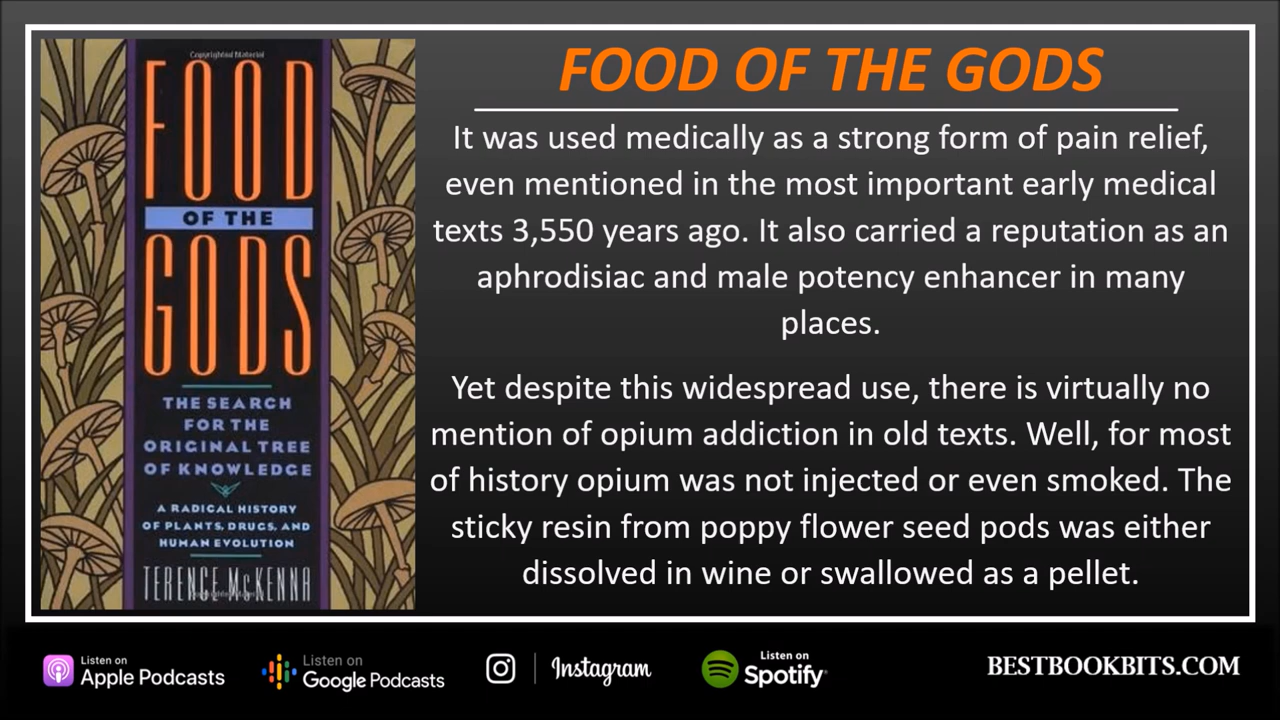 Copyrighted Material
FOOD
OF THE
GODS
THE SEARCH
FOR THE
ORIGINAL TREE
OF KNOWLEDGE
A RADICAL HISTORY
OF PLANTS, DRUGS, AND
HUMAN EVOLUTION
TERENCE McKENNA
FOOD OF THE GODS
It was used medically as a strong form of pain relief,
even mentioned in the most important early medical
texts 3,550 years ago. It also carried a reputation as an
aphrodisiac and male potency enhancer in many
places.
Yet despite this widespread use, there is virtually no
mention of opium addiction in old texts. Well, for most
of history opium was not injected or even smoked. The
sticky resin from poppy flower seed pods was either
dissolved in wine or swallowed as a pellet.
Listen on
Apple Podcasts
Listen on
Google Podcasts
Instagram
Listen on
Spotify
BESTBOOKBITS.COM